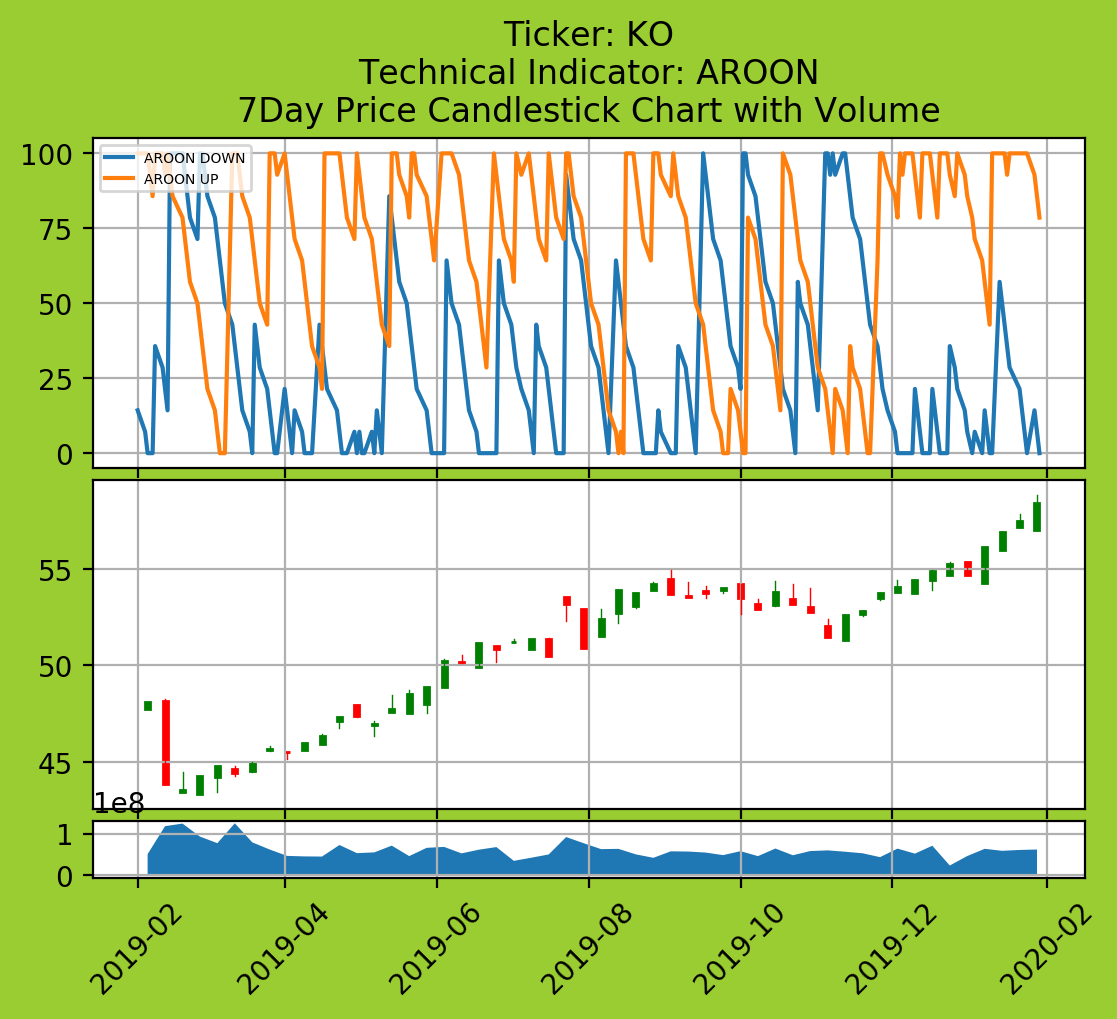 Ticker: KO
Technical Indicator: AROON
7Day Price Candlestick Chart with Volume
100
75
50
25
0
AROON DOWN
AROON UP
55
50
45
1e8
1
0
2019-02
2019-04
2019-06
2019-08
2019-10
2019-12
2020-02